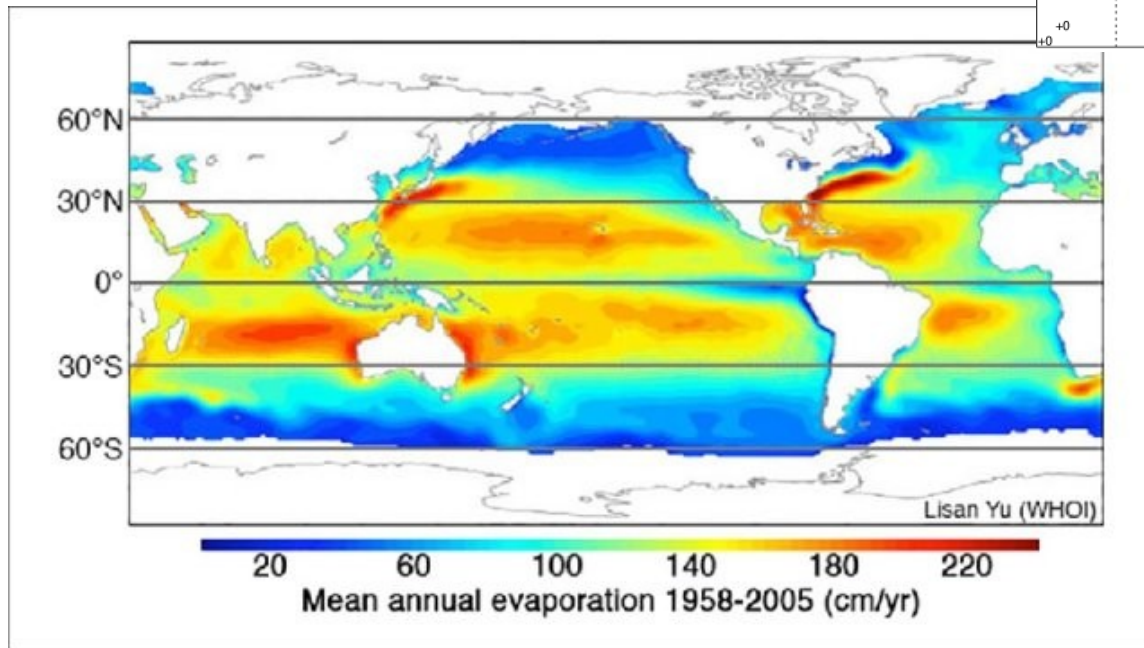 +0
+0
60°N
30°N
0°
30°S
60°S
Lisan Yu (WHOI)
20 60 100 140 180 220
Mean annual evaporation 1958-2005 (cm/yr)